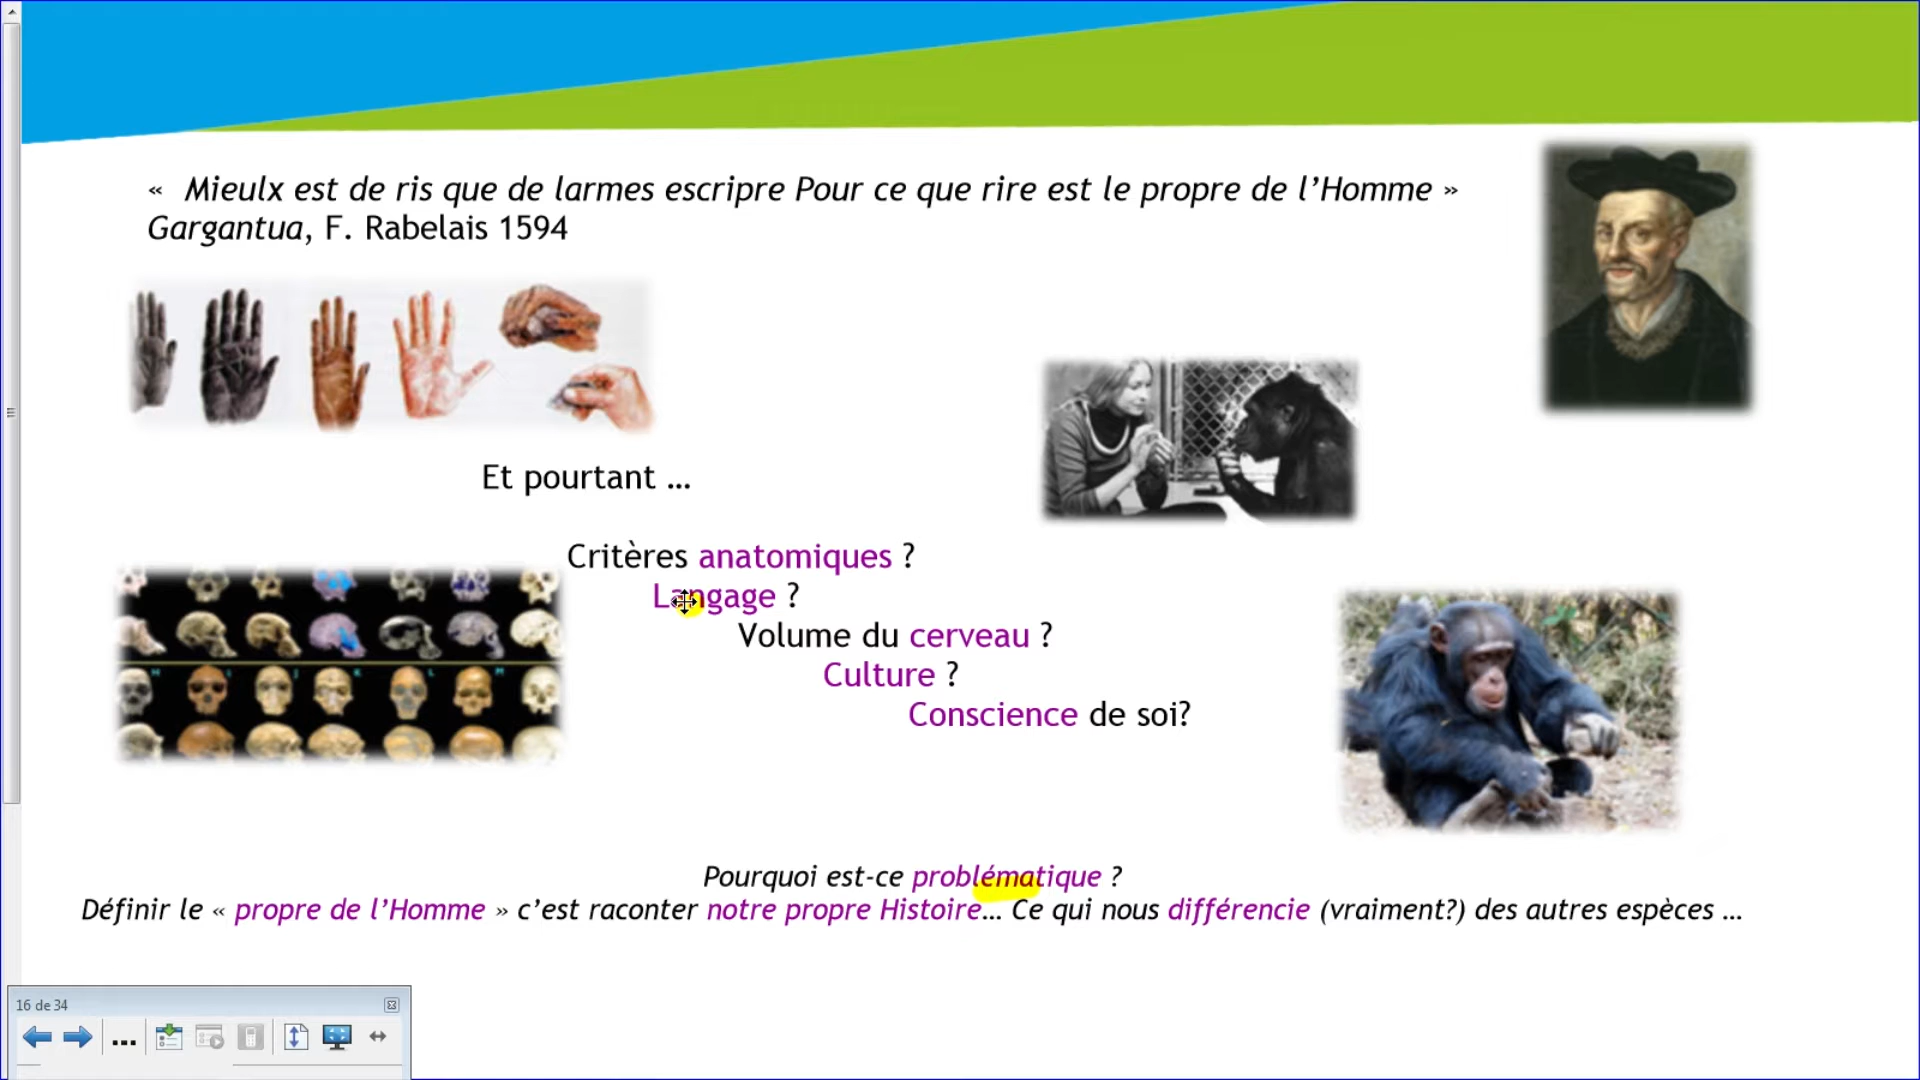 «  Mieulx est de ris que de larmes escripre Pour ce que rire est le propre de l’Homme »
Gargantua, F. Rabelais 1594
Et pourtant …
Critères anatomiques ?
Langage ?
Volume du cerveau ?
Culture ?
Conscience de soi?
Pourquoi est-ce problématique ?
Définir le « propre de l’Homme » c’est raconter notre propre Histoire… Ce qui nous différencie (vraiment?) des autres espèces …
16 de 34